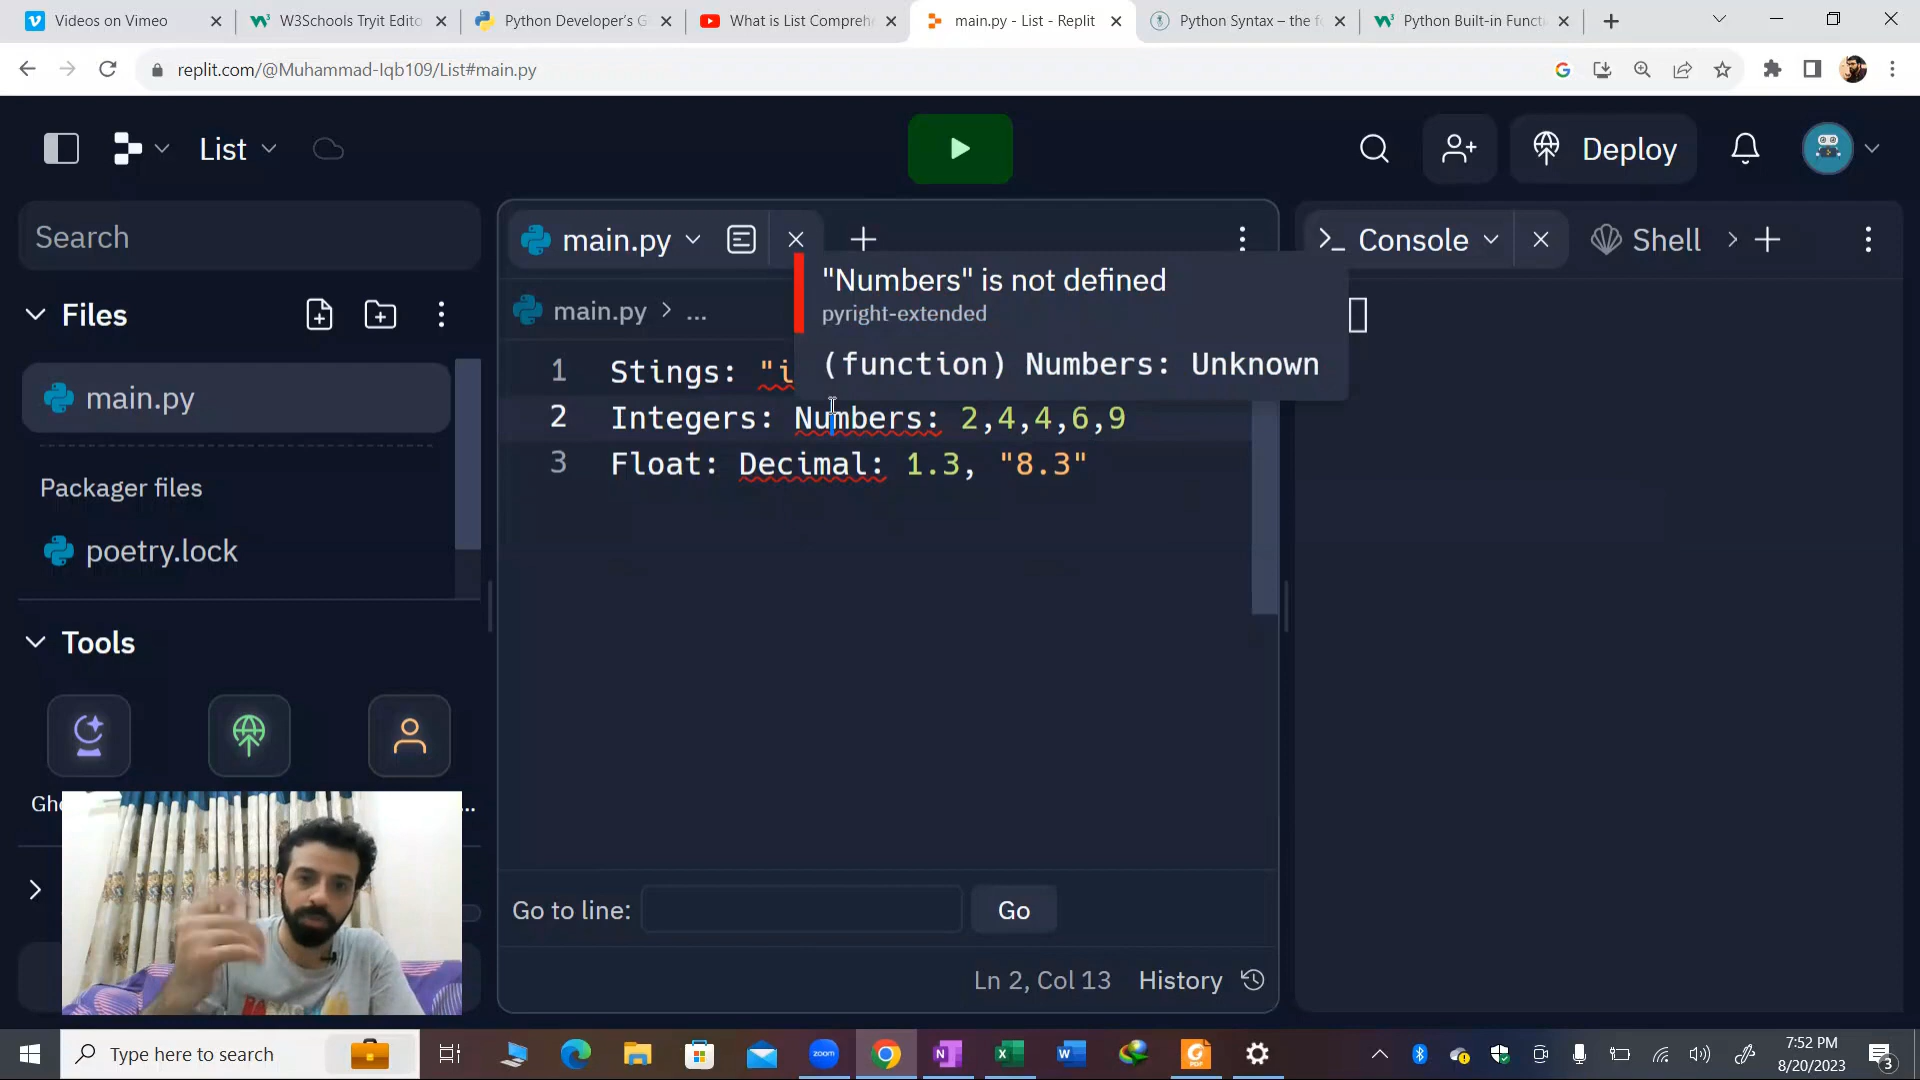 Videos on Vimeo
W3Schools Tryit Edito
Python Developer's G
What is List Compreh
main.py - List - Replit
Python Syntax – the f
Python Built-in Functi
replit.com/@Muhammad-Iqb109/List#main.py
List
Deploy
Search
main.py
Console
Shell
"Numbers" is not defined
pyright-extended
(function) Numbers: Unknown
Files
main.py > ...
main.py
1 Stings: "i
2 Integers: Numbers: 2,4,4,6,9
3 Float: Decimal: 1.3, "8.3"
Packager files
poetry.lock
Tools
Gh
...
Go to line:
Go
Ln 2, Col 13
History
Type here to search
zoom
7:52 PM
8/20/2023
3